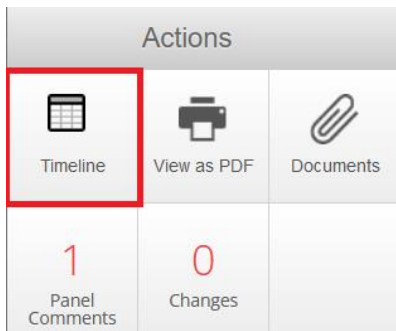 Actions
Timeline
View as PDF
Documents
1
Panel
Comments
0
Changes